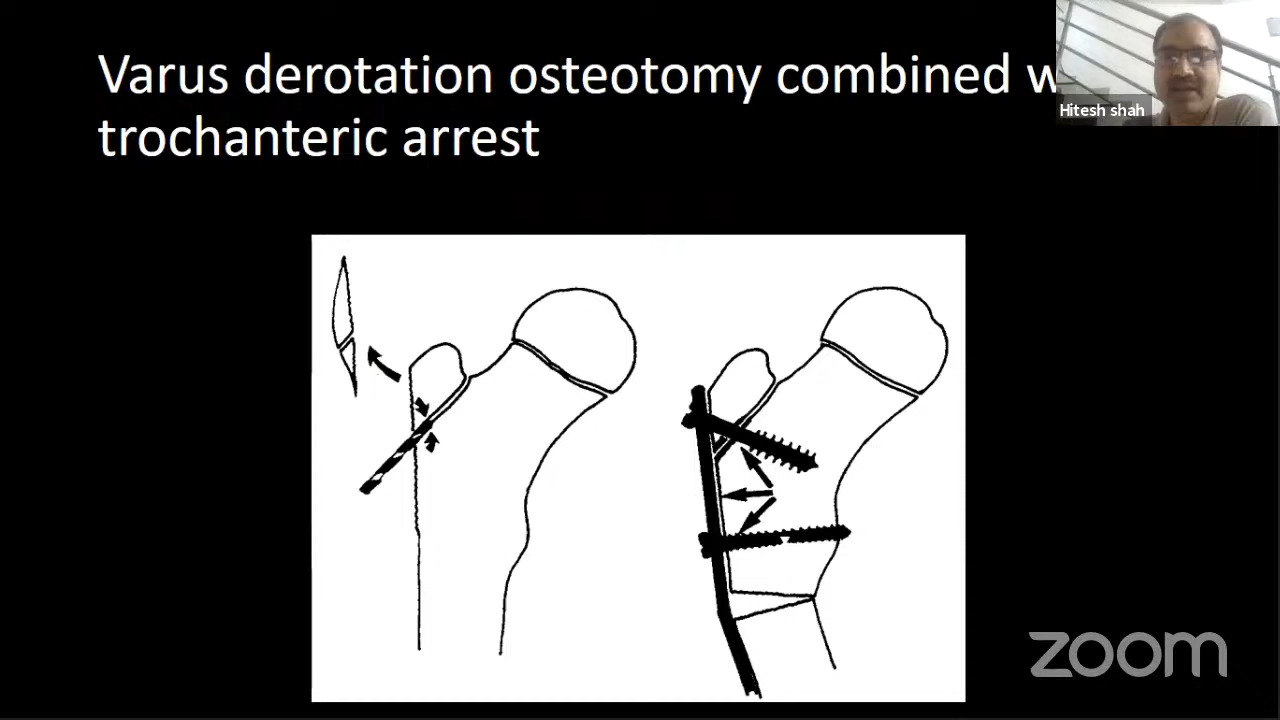 Varus derotation osteotomy combined
trochanteric arrest
Hitesh shah
zoom